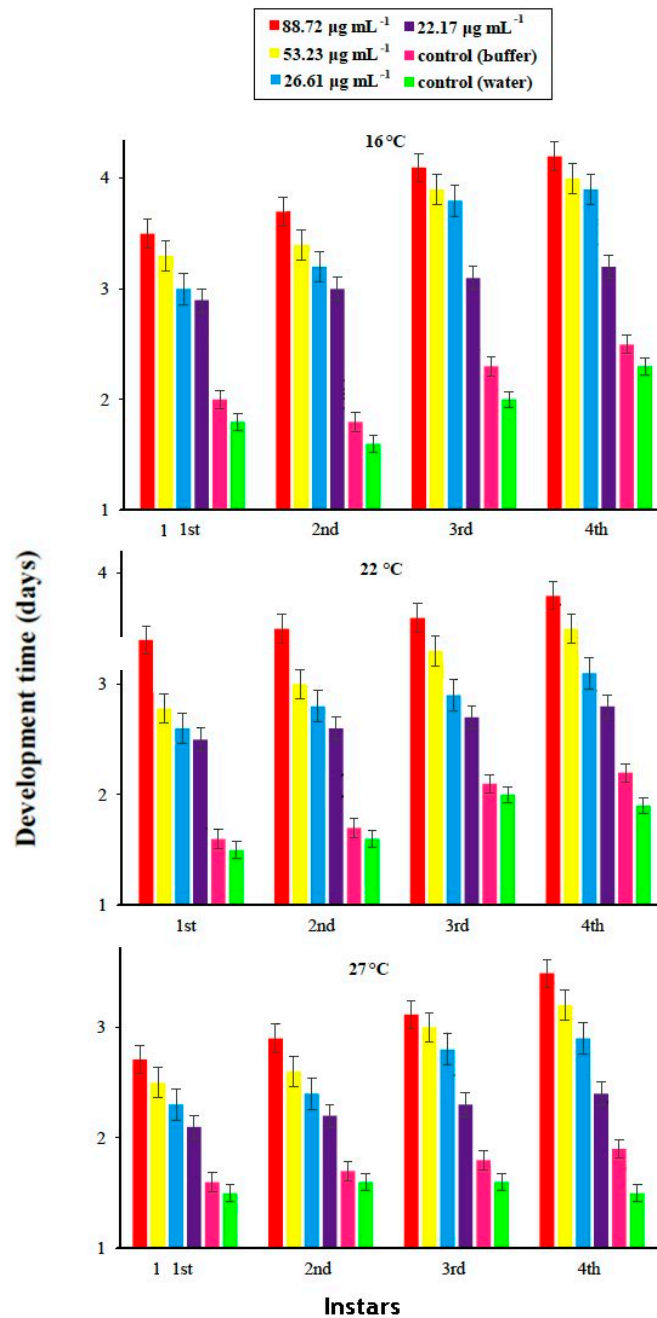 88.72 µg mL⁻¹ 22.17 µg mL⁻¹
53.23 µg mL⁻¹ control (buffer)
26.61 µg mL⁻¹ control (water)
16 °C
4
3
2
1
1 1st 2nd 3rd 4th
22 °C
4
3
2
1
1st 2nd 3rd 4th
27 °C
3
2
1
1 1st 2nd 3rd 4th
Development time (days)
Instars